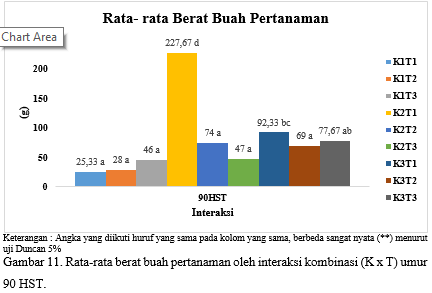 Rata- rata Berat Buah Pertanaman
Chart Area
227,67 d
200
150
100
50
0
(g)
25,33 a
28 a
46 a
74 a
47 a
92,33 bc
69 a
77,67 ab
90HST
Interaksi
K1T1
K1T2
K1T3
K2T1
K2T2
K2T3
K3T1
K3T2
K3T3
Keterangan : Angka yang diikuti huruf yang sama pada kolom yang sama, berbeda sangat nyata (**) menurut
uji Duncan 5%
Gambar 11. Rata-rata berat buah pertanaman oleh interaksi kombinasi (K x T) umur
90 HST.